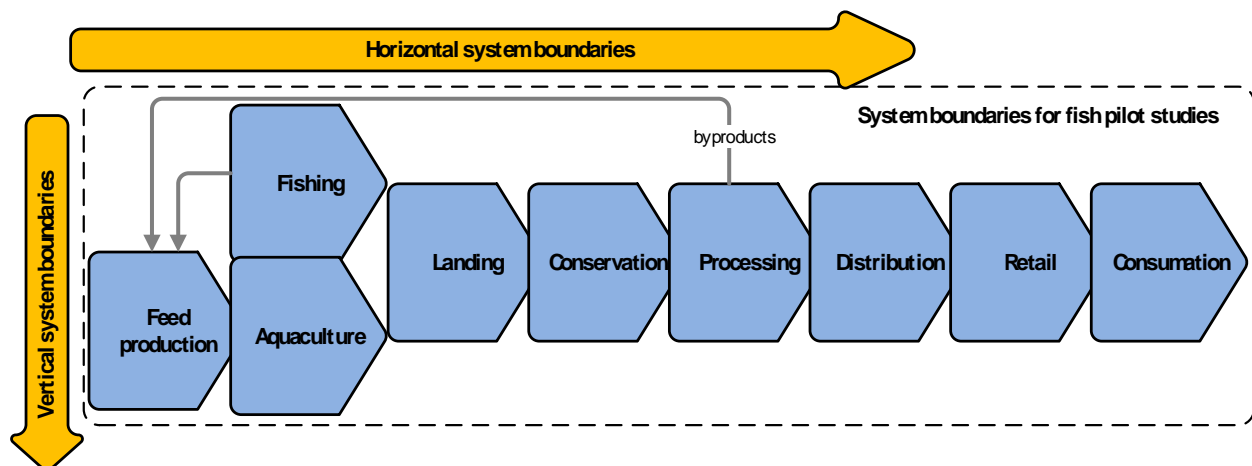 Horizontal system boundaries
System boundaries for fish pilot studies
byproducts
Vertical system boundaries
Fishing
Landing
Conservation
Processing
Distribution
Retail
Consumation
Feed
production
Aquaculture